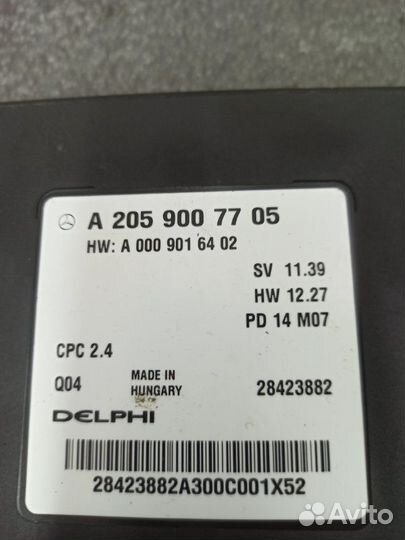 A 205 900 77 05
HW: A 000 901 64 02
SV 11.39
HW 12.27
PD 14 M07
CPC 2.4
Q04
MADE IN
HUNGARY
28423882
DELPHI
28423882A300C001X52
Avito